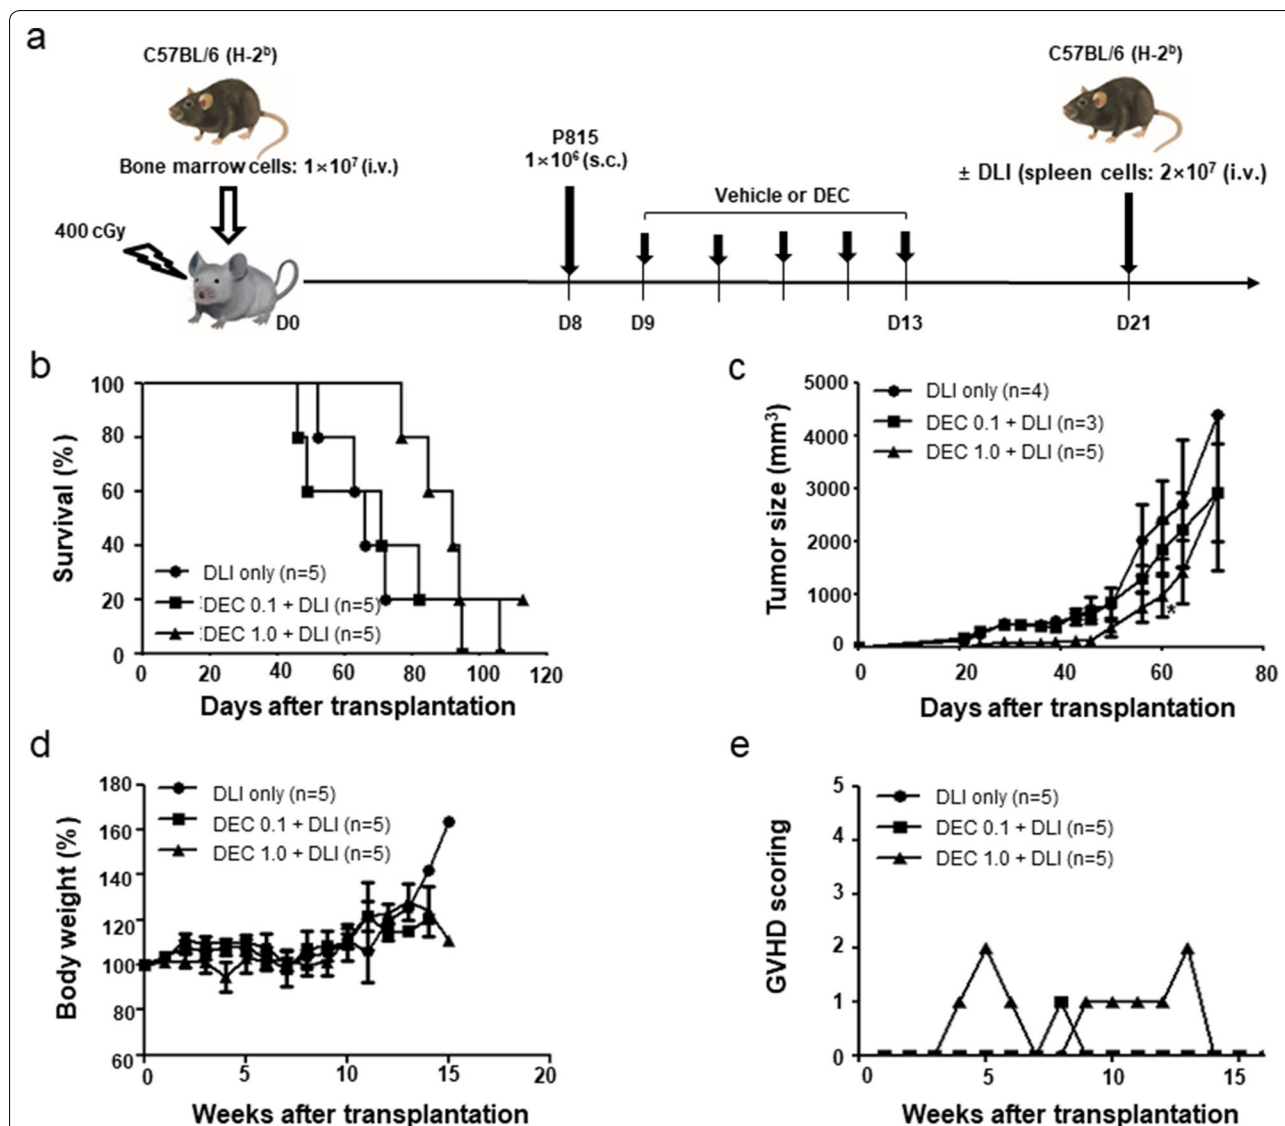 a
C57BL/6 (H-2ᵇ)
C57BL/6 (H-2ᵇ)
P815
1×10⁶ (s.c.)
Bone marrow cells: 1×10⁷ (i.v.)
± DLI (spleen cells: 2×10⁷ (i.v.)
Vehicle or DEC
400 cGy
D0
D8
D9
D13
D21
b
100
80
60
40
20
0
Survival (%)
DLI only (n=5)
DEC 0.1 + DLI (n=5)
DEC 1.0 + DLI (n=5)
0 20 40 60 80 100 120
Days after transplantation
c
5000
4000
3000
2000
1000
0
Tumor size (mm³)
DLI only (n=4)
DEC 0.1 + DLI (n=3)
DEC 1.0 + DLI (n=5)
*
0 20 40 60 80
Days after transplantation
d
180
160
140
120
100
80
60
Body weight (%)
DLI only (n=5)
DEC 0.1 + DLI (n=5)
DEC 1.0 + DLI (n=5)
0 5 10 15 20
Weeks after transplantation
e
5
4
3
2
1
0
GVHD scoring
DLI only (n=5)
DEC 0.1 + DLI (n=5)
DEC 1.0 + DLI (n=5)
0 5 10 15
Weeks after transplantation